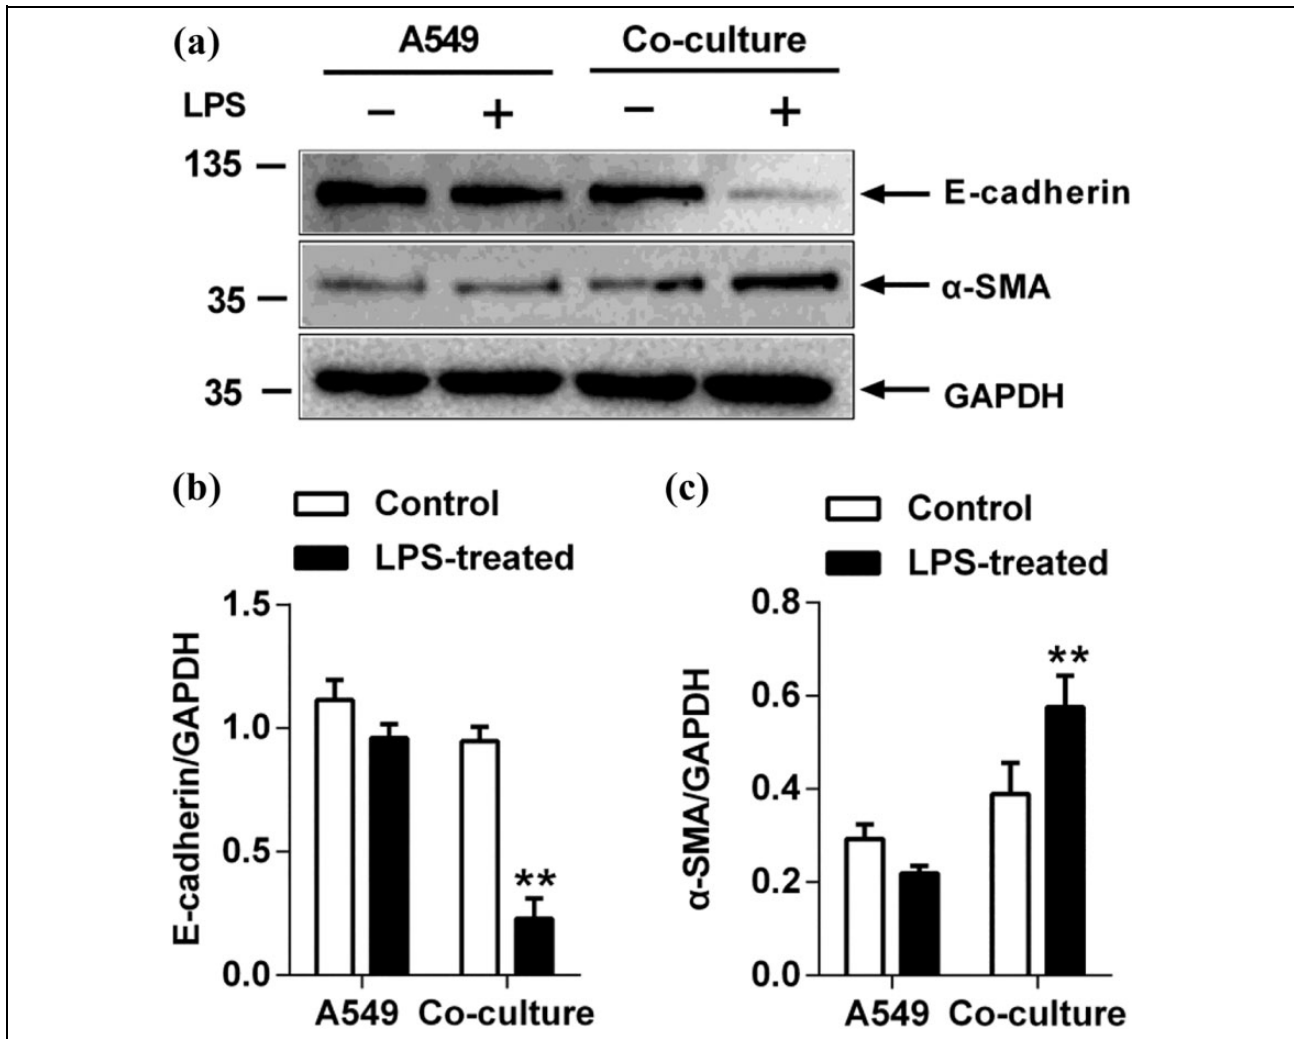 (a)
A549 Co-culture
LPS − + − +
135 E-cadherin
35 α-SMA
35 GAPDH
(b)
Control
LPS-treated
E-cadherin/GAPDH
1.5
1.0
0.5
0.0
**
A549 Co-culture
(c)
Control
LPS-treated
α-SMA/GAPDH
0.8
0.6
0.4
0.2
0.0
**
A549 Co-culture